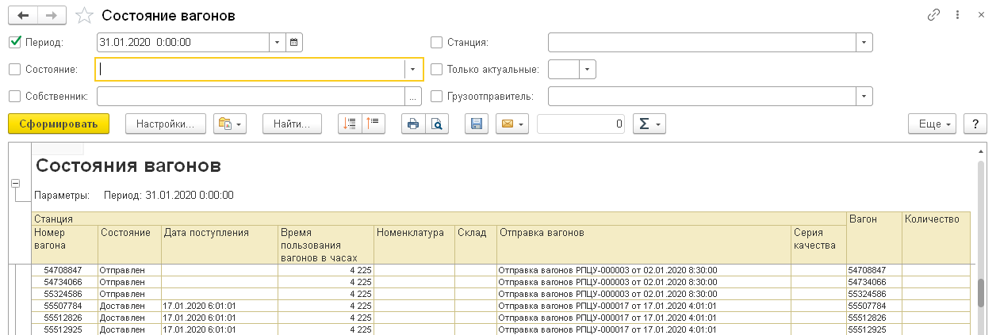 Состояние вагонов
Период: 31.01.2020 0:00:00 Станция:
Состояние: Только актуальные:
Собственник: ... Грузоотправитель:
Сформировать Настройки... Найти... 0 Σ Еще ?
Состояния вагонов
Параметры: Период: 31.01.2020 0:00:00
Станция Вагон Количество
Номер вагона Состояние Дата поступления Время пользования вагонов в часах Номенклатура Склад Отправка вагонов Серия качества
54708847 Отправлен 4 225 Отправка вагонов РПЦУ-000003 от 02.01.2020 8:30:00 54708847
54734066 Отправлен 4 225 Отправка вагонов РПЦУ-000003 от 02.01.2020 8:30:00 54734066
55324586 Отправлен 4 225 Отправка вагонов РПЦУ-000003 от 02.01.2020 8:30:00 55324586
55507784 Доставлен 17.01.2020 6:01:01 4 225 Отправка вагонов РПЦУ-000017 от 17.01.2020 4:01:01 55507784
55512826 Доставлен 17.01.2020 6:01:01 4 225 Отправка вагонов РПЦУ-000017 от 17.01.2020 4:01:01 55512826
55512925 Доставлен 17.01.2020 6:01:01 4 225 Отправка вагонов РПЦУ-000017 от 17.01.2020 4:01:01 55512925